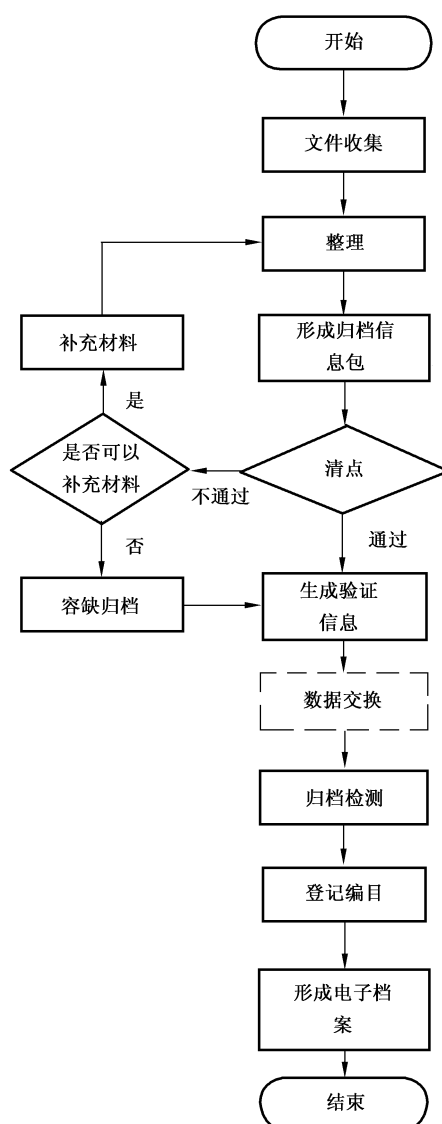 开始
文件收集
整理
形成归档信
息包
补充材料
是
是否可以
补充材料
不通过
清点
通过
否
容缺归档
生成验证
信息
数据交换
归档检测
登记编目
形成电子档
案
结束